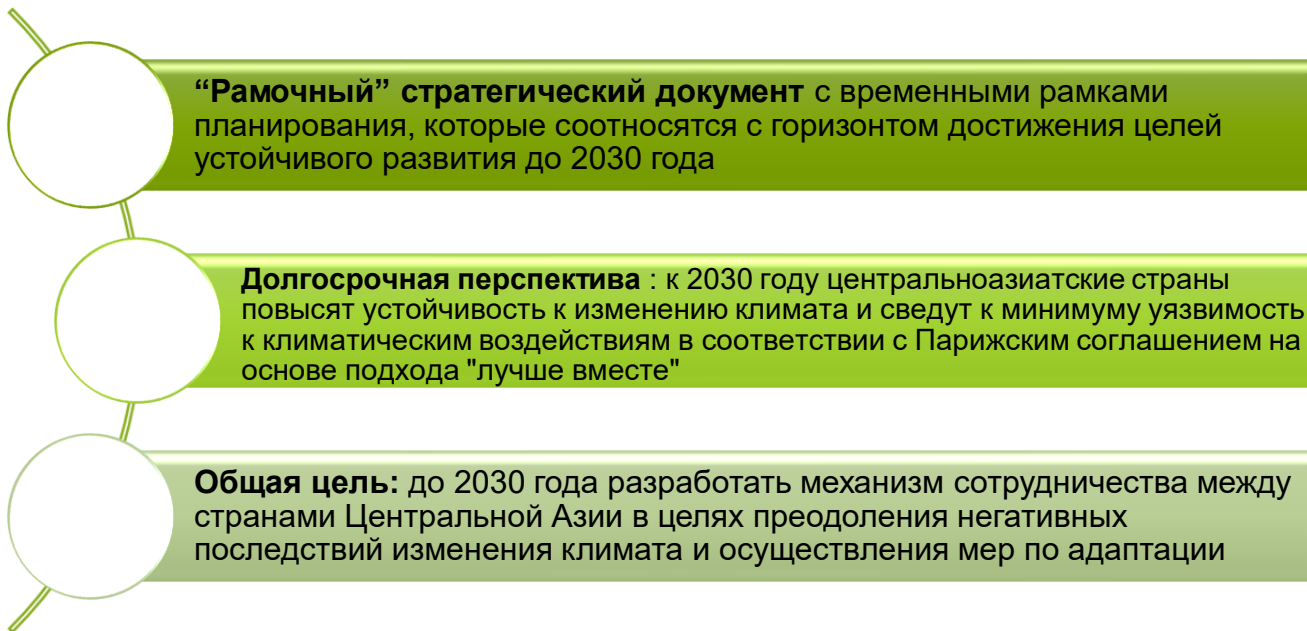 “Рамочный” стратегический документ с временными рамками
планирования, которые соотносятся с горизонтом достижения целей
устойчивого развития до 2030 года
Долгосрочная перспектива : к 2030 году центральноазиатские страны
повысят устойчивость к изменению климата и сведут к минимуму уязвимость
к климатическим воздействиям в соответствии с Парижским соглашением на
основе подхода "лучше вместе"
Общая цель: до 2030 года разработать механизм сотрудничества между
странами Центральной Азии в целях преодоления негативных
последствий изменения климата и осуществления мер по адаптации